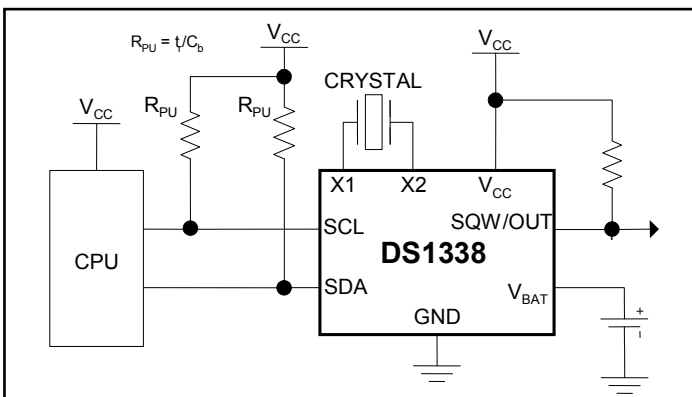 R_PU = t_r/C_b
V_CC
V_CC
CRYSTAL
V_CC
R_PU
R_PU
X1
X2
V_CC
SCL
SQW/OUT
DS1338
CPU
SDA
V_BAT
GND
+
−